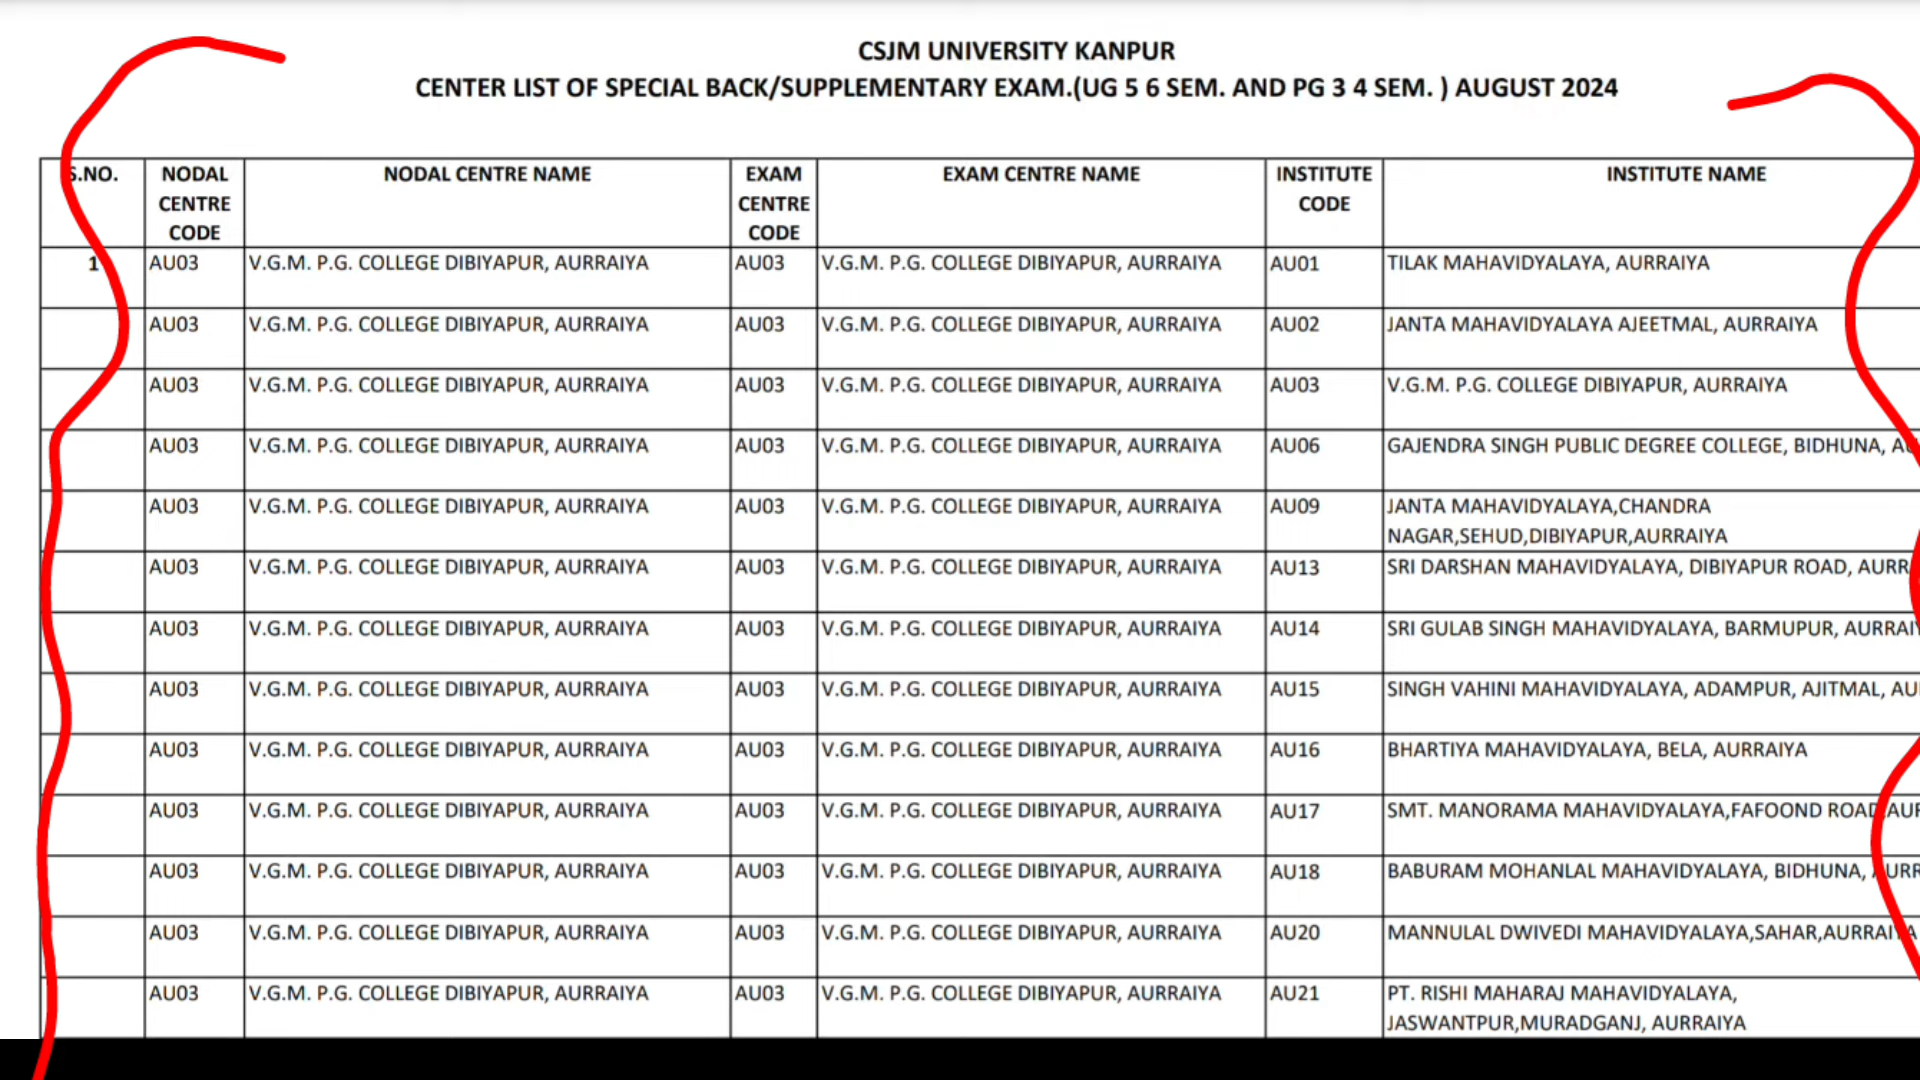 CSJM UNIVERSITY KANPUR
CENTER LIST OF SPECIAL BACK/SUPPLEMENTARY EXAM.(UG 5 6 SEM. AND PG 3 4 SEM. ) AUGUST 2024
S.NO. NODAL CENTRE CODE NODAL CENTRE NAME EXAM CENTRE CODE EXAM CENTRE NAME INSTITUTE CODE INSTITUTE NAME
1 AU03 V.G.M. P.G. COLLEGE DIBIYAPUR, AURRAIYA AU03 V.G.M. P.G. COLLEGE DIBIYAPUR, AURRAIYA AU01 TILAK MAHAVIDYALAYA, AURRAIYA
AU03 V.G.M. P.G. COLLEGE DIBIYAPUR, AURRAIYA AU03 V.G.M. P.G. COLLEGE DIBIYAPUR, AURRAIYA AU02 JANTA MAHAVIDYALAYA AJEETMAL, AURRAIYA
AU03 V.G.M. P.G. COLLEGE DIBIYAPUR, AURRAIYA AU03 V.G.M. P.G. COLLEGE DIBIYAPUR, AURRAIYA AU03 V.G.M. P.G. COLLEGE DIBIYAPUR, AURRAIYA
AU03 V.G.M. P.G. COLLEGE DIBIYAPUR, AURRAIYA AU03 V.G.M. P.G. COLLEGE DIBIYAPUR, AURRAIYA AU06 GAJENDRA SINGH PUBLIC DEGREE COLLEGE, BIDHUNA,
AU03 V.G.M. P.G. COLLEGE DIBIYAPUR, AURRAIYA AU03 V.G.M. P.G. COLLEGE DIBIYAPUR, AURRAIYA AU09 JANTA MAHAVIDYALAYA,CHANDRA
NAGAR,SEHUD,DIBIYAPUR,AURRAIYA
AU03 V.G.M. P.G. COLLEGE DIBIYAPUR, AURRAIYA AU03 V.G.M. P.G. COLLEGE DIBIYAPUR, AURRAIYA AU13 SRI DARSHAN MAHAVIDYALAYA, DIBIYAPUR ROAD, AURR
AU03 V.G.M. P.G. COLLEGE DIBIYAPUR, AURRAIYA AU03 V.G.M. P.G. COLLEGE DIBIYAPUR, AURRAIYA AU14 SRI GULAB SINGH MAHAVIDYALAYA, BARMUPUR, AURRAIY
AU03 V.G.M. P.G. COLLEGE DIBIYAPUR, AURRAIYA AU03 V.G.M. P.G. COLLEGE DIBIYAPUR, AURRAIYA AU15 SINGH VAHINI MAHAVIDYALAYA, ADAMPUR, AJITMAL, AU
AU03 V.G.M. P.G. COLLEGE DIBIYAPUR, AURRAIYA AU03 V.G.M. P.G. COLLEGE DIBIYAPUR, AURRAIYA AU16 BHARTIYA MAHAVIDYALAYA, BELA, AURRAIYA
AU03 V.G.M. P.G. COLLEGE DIBIYAPUR, AURRAIYA AU03 V.G.M. P.G. COLLEGE DIBIYAPUR, AURRAIYA AU17 SMT. MANORAMA MAHAVIDYALAYA,FAFOOND ROAD,AUR
AU03 V.G.M. P.G. COLLEGE DIBIYAPUR, AURRAIYA AU03 V.G.M. P.G. COLLEGE DIBIYAPUR, AURRAIYA AU18 BABURAM MOHANLAL MAHAVIDYALAYA, BIDHUNA, AURR
AU03 V.G.M. P.G. COLLEGE DIBIYAPUR, AURRAIYA AU03 V.G.M. P.G. COLLEGE DIBIYAPUR, AURRAIYA AU20 MANNULAL DWIVEDI MAHAVIDYALAYA,SAHAR,AURRAIYA
AU03 V.G.M. P.G. COLLEGE DIBIYAPUR, AURRAIYA AU03 V.G.M. P.G. COLLEGE DIBIYAPUR, AURRAIYA AU21 PT. RISHI MAHARAJ MAHAVIDYALAYA,
JASWANTPUR,MURADGANJ, AURRAIYA